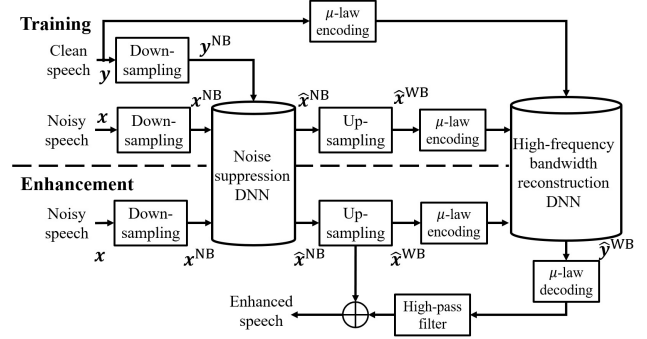 Training
μ-law
encoding
Clean
speech
y
Down-
sampling
y^NB
Noisy
speech
x
Down-
sampling
x^NB
Noise
suppression
DNN
x̂^NB
Up-
sampling
x̂^WB
μ-law
encoding
High-frequency
bandwidth
reconstruction
DNN
Enhancement
Noisy
speech
x
Down-
sampling
x^NB
x̂^NB
Up-
sampling
x̂^WB
μ-law
encoding
ŷ^WB
μ-law
decoding
High-pass
filter
Enhanced
speech